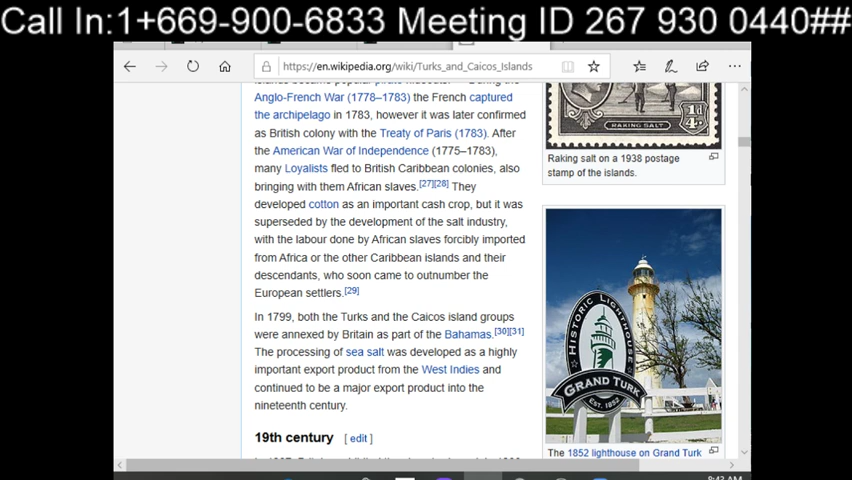 Call In:1+669-900-6833 Meeting ID 267 930 0440##
https://en.wikipedia.org/wiki/Turks_and_Caicos_Islands
Anglo-French War (1778–1783) the French captured
the archipelago in 1783, however it was later confirmed
as British colony with the Treaty of Paris (1783). After
the American War of Independence (1775–1783),
many Loyalists fled to British Caribbean colonies, also
bringing with them African slaves.[27][28] They
developed cotton as an important cash crop, but it was
superseded by the development of the salt industry,
with the labour done by African slaves forcibly imported
from Africa or the other Caribbean islands and their
descendants, who soon came to outnumber the
European settlers.[29]
In 1799, both the Turks and the Caicos island groups
were annexed by Britain as part of the Bahamas.[30][31]
The processing of sea salt was developed as a highly
important export product from the West Indies and
continued to be a major export product into the
nineteenth century.
19th century [ edit ]
RAKING SALT
1/4d
Raking salt on a 1938 postage
stamp of the islands.
HISTORIC LIGHTHOUSE
GRAND TURK
EST. 1852
The 1852 lighthouse on Grand Turk